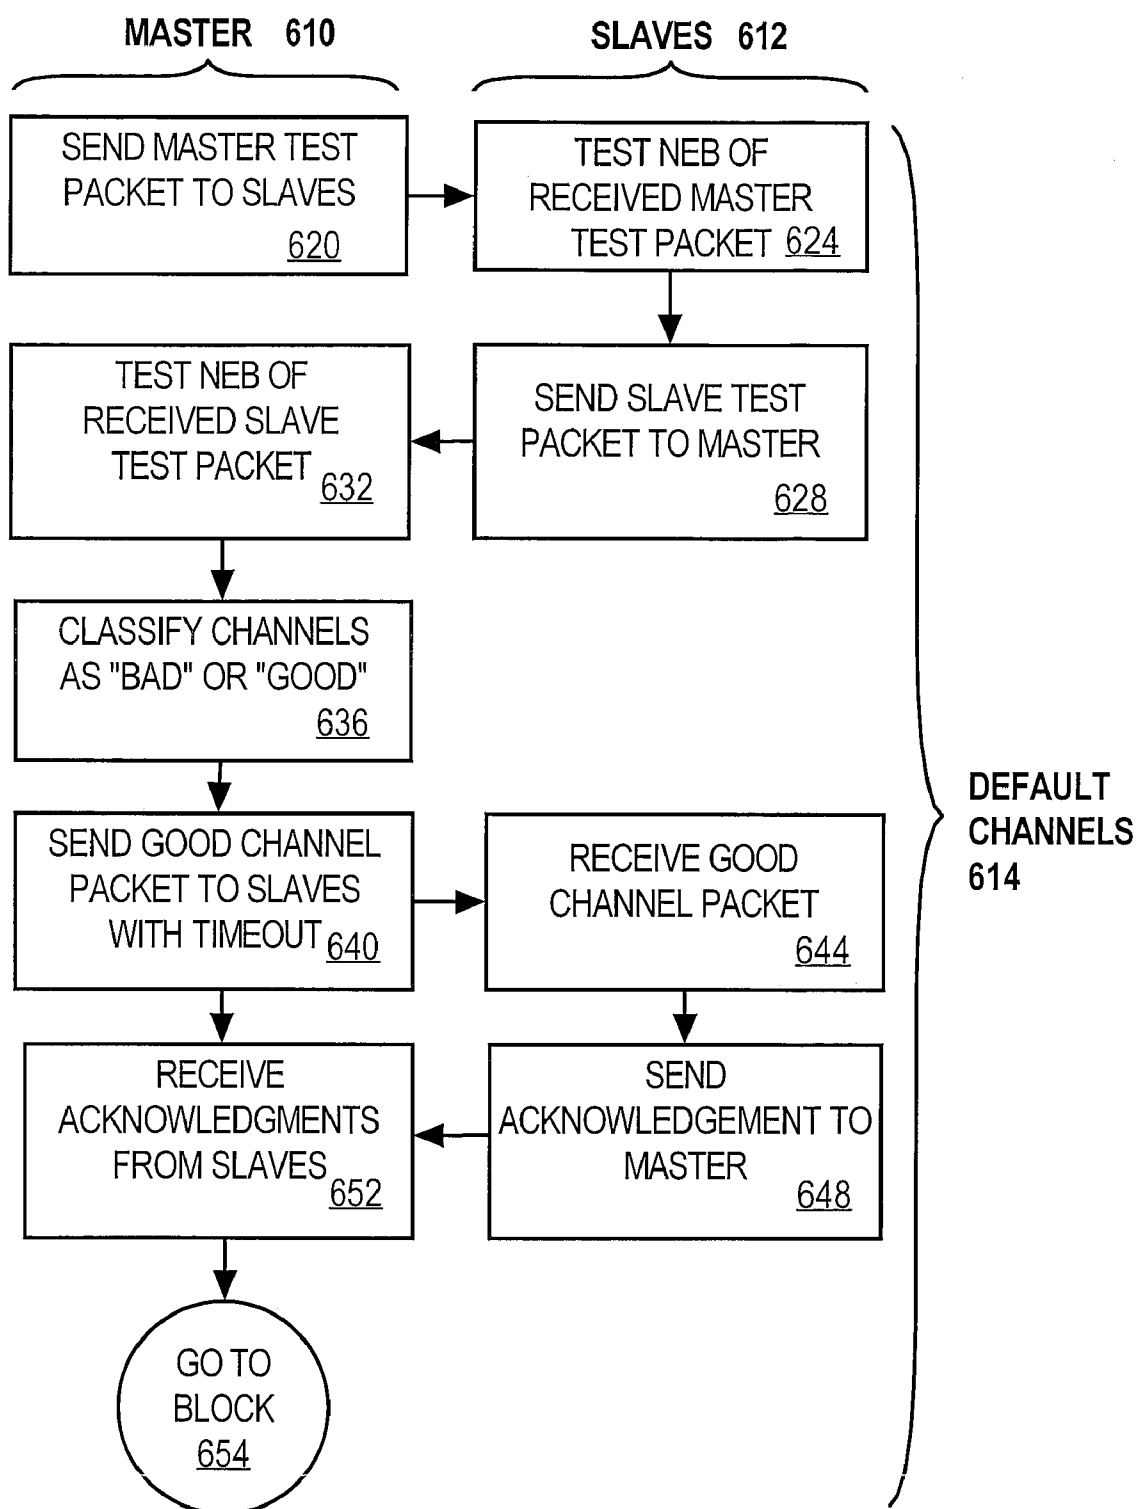 MASTER 610
SLAVES 612
SEND MASTER TEST
PACKET TO SLAVES
620
TEST NEB OF
RECEIVED MASTER
TEST PACKET 624
TEST NEB OF
RECEIVED SLAVE
TEST PACKET 632
SEND SLAVE TEST
PACKET TO MASTER
628
CLASSIFY CHANNELS
AS "BAD" OR "GOOD"
636
SEND GOOD CHANNEL
PACKET TO SLAVES
WITH TIMEOUT 640
RECEIVE GOOD
CHANNEL PACKET
644
RECEIVE
ACKNOWLEDGMENTS
FROM SLAVES 652
SEND
ACKNOWLEDGEMENT TO
MASTER
648
GO TO
BLOCK
654
DEFAULT
CHANNELS
614